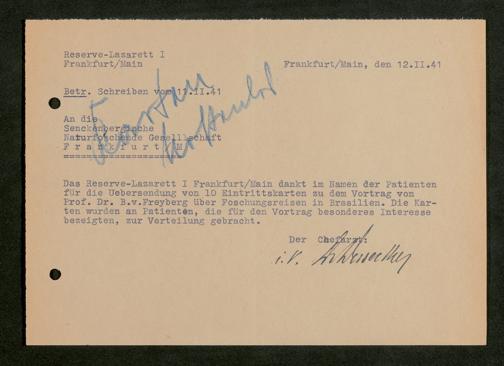 Reserve-Lazarett I
Frankfurt/Main
Frankfurt/Main, den 12.II.41
Betr. Schreiben vom 11.II.41
An die
Senckenbergische
Naturforschende Gesellschaft
Frankfurt/M
Das Reserve-Lazarett I Frankfurt/Main dankt im Namen der Patienten
für die Uebersendung von 10 Eintrittskarten zu dem Vortrag von
Prof. Dr. B.v.Freyberg über Foschungsreisen in Brasilien. Die Kar-
ten wurden an Patienten, die für den Vortrag besonderes Interesse
bezeigten, zur Verteilung gebracht.
Der Chefarzt:
i.V.